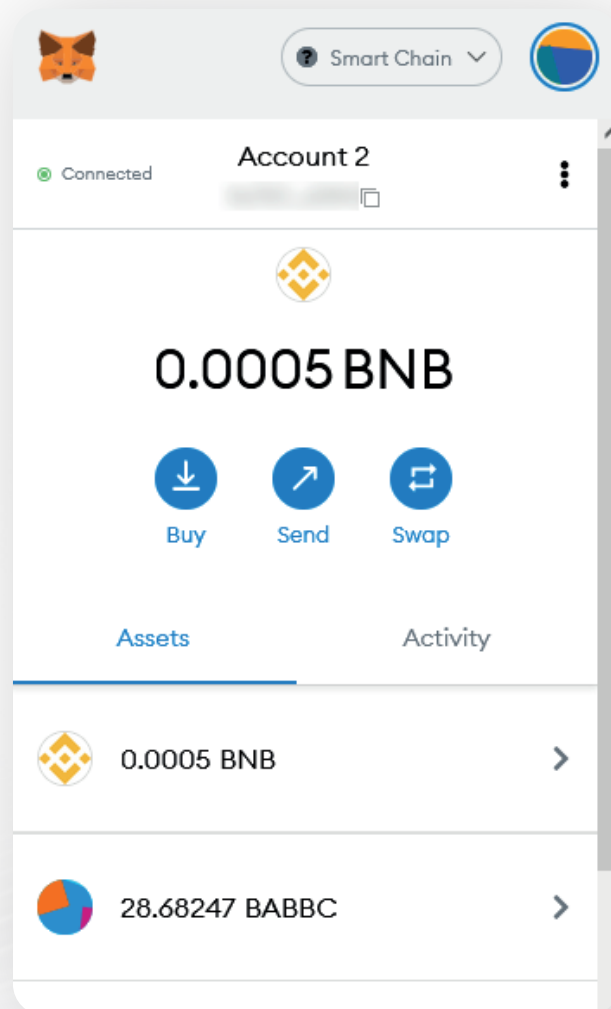 Smart Chain
Connected
Account 2
0.0005 BNB
Buy
Send
Swap
Assets
Activity
0.0005 BNB
28.68247 BABBC